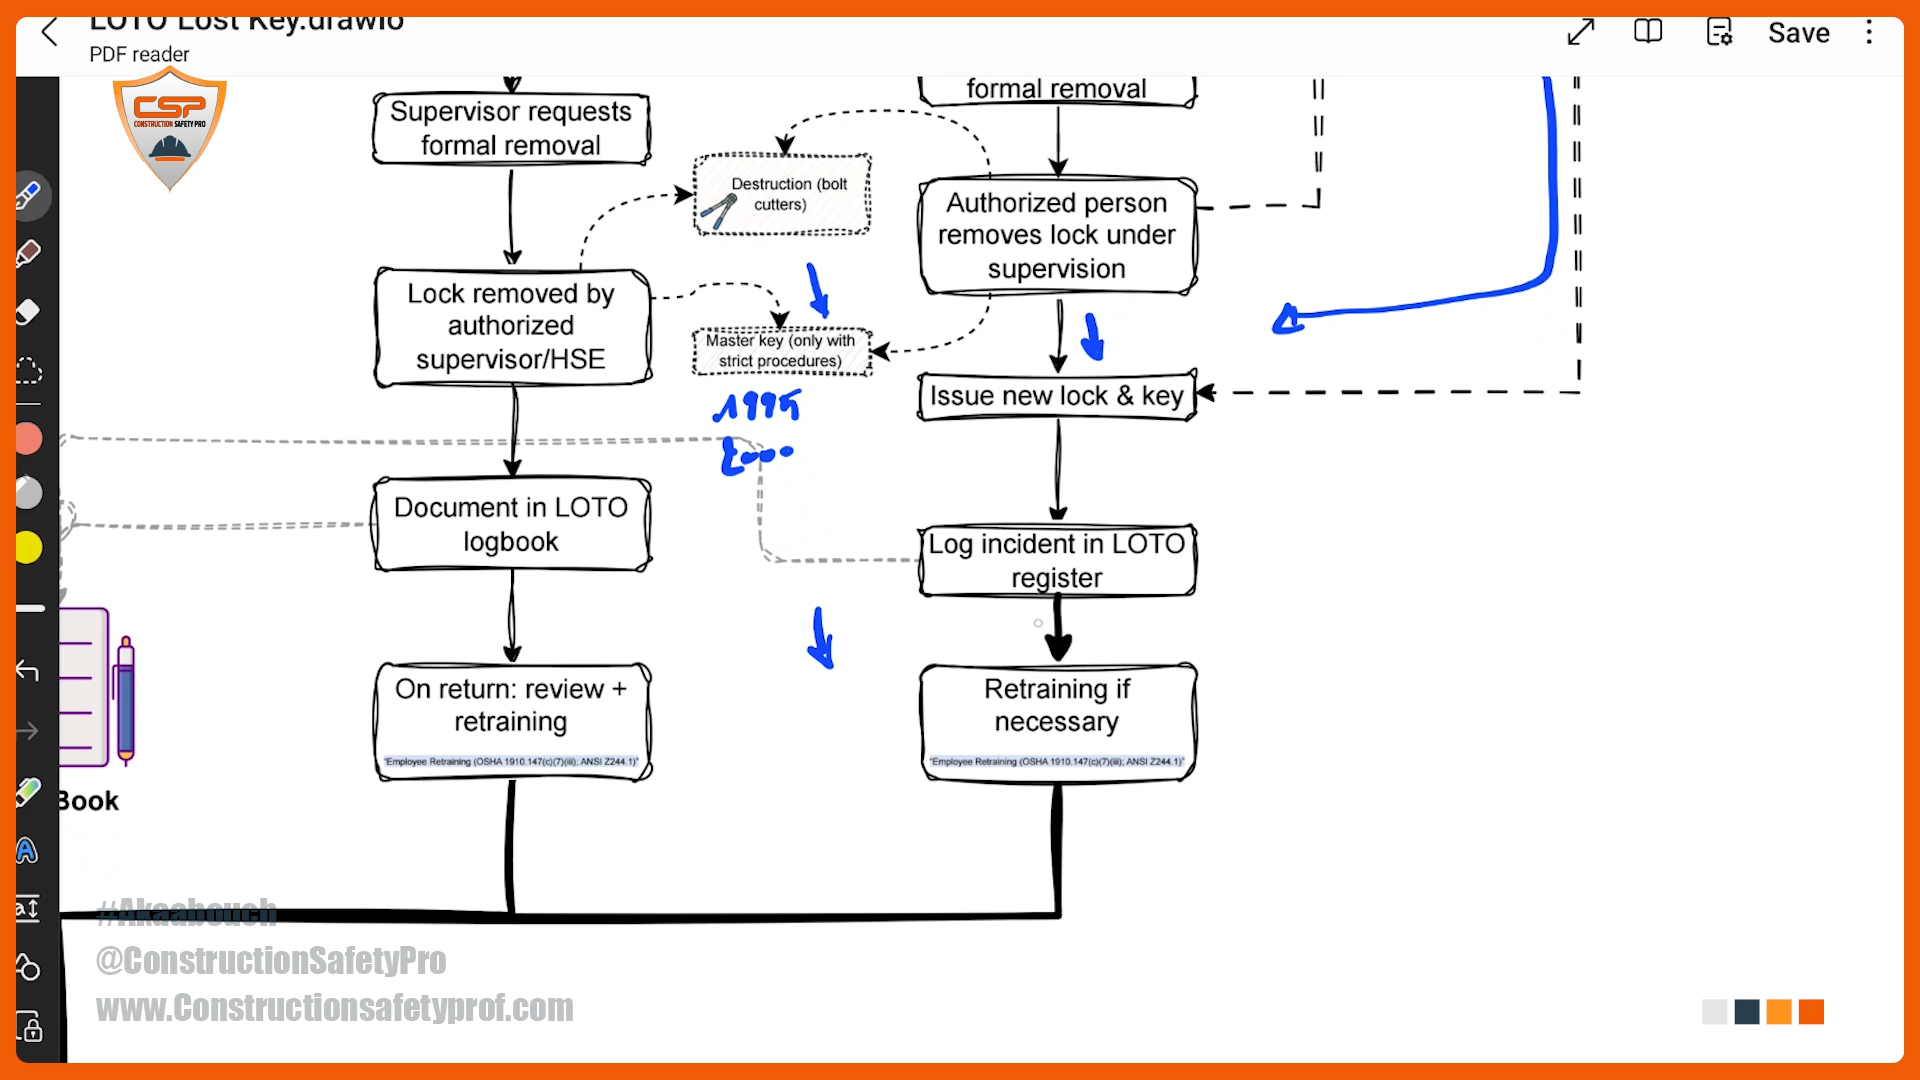 LOTO Lost Key.drawio
PDF reader
Save
CSP
CONSTRUCTION SAFETY PRO
Supervisor requests
formal removal
Destruction (bolt
cutters)
Lock removed by
authorized
supervisor/HSE
Master key (only with
strict procedures)
1995
Document in LOTO
logbook
On return: review +
retraining
"Employee Retraining (OSHA 1910.147(c)(7)(iii); ANSI Z244.1)"
formal removal
Authorized person
removes lock under
supervision
Issue new lock & key
Log incident in LOTO
register
Retraining if
necessary
"Employee Retraining (OSHA 1910.147(c)(7)(iii); ANSI Z244.1)"
Book
#Akaabouch
@ConstructionSafetyPro
www.Constructionsafetyprof.com